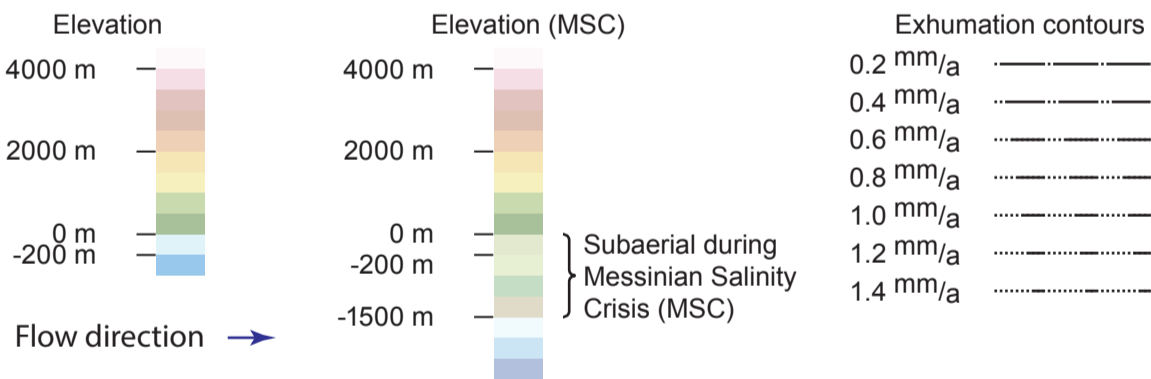 Elevation
4000 m
2000 m
0 m
-200 m
Flow direction
Elevation (MSC)
4000 m
2000 m
0 m
-200 m
-1500 m
Subaerial during
Messinian Salinity
Crisis (MSC)
Exhumation contours
0.2 mm/a
0.4 mm/a
0.6 mm/a
0.8 mm/a
1.0 mm/a
1.2 mm/a
1.4 mm/a